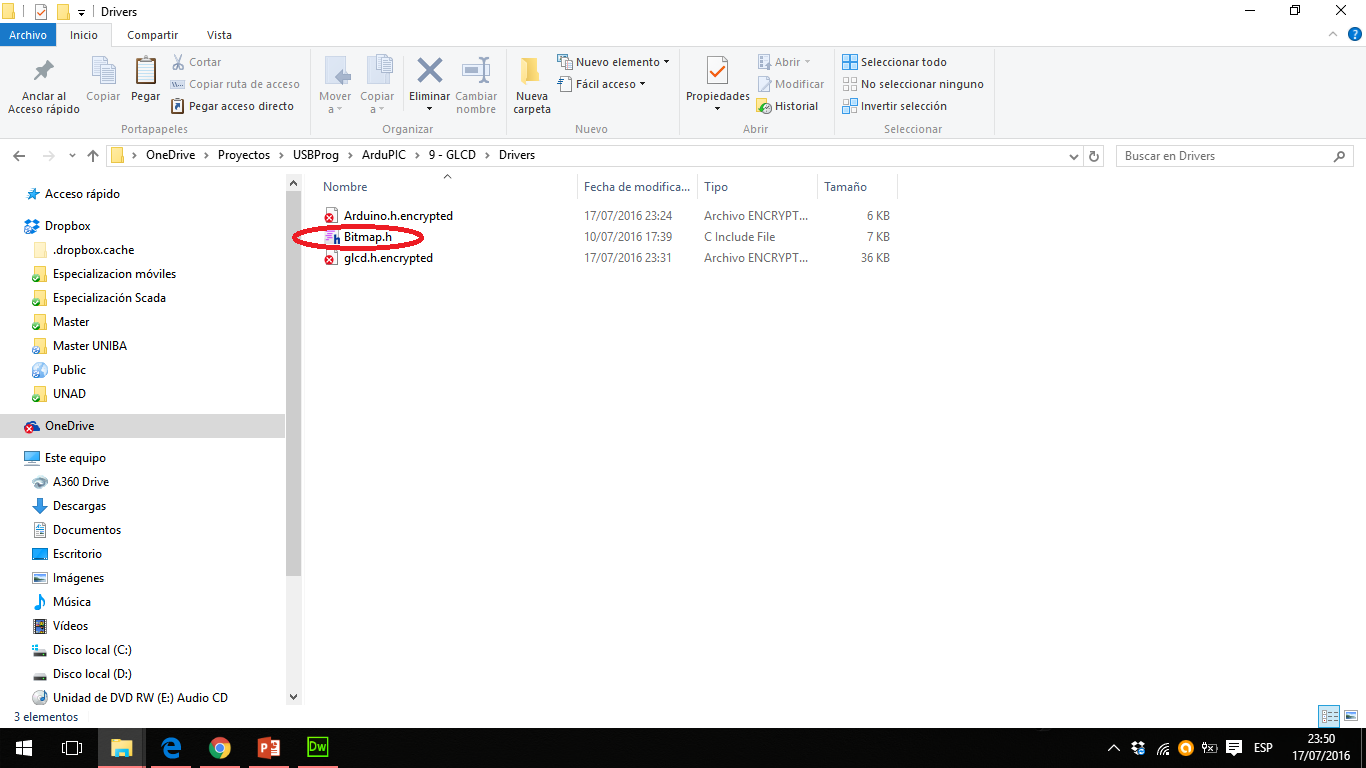 Drivers
Archivo Inicio Compartir Vista
Anclar al Acceso rápido
Copiar
Pegar
Cortar
Copiar ruta de acceso
Pegar acceso directo
Portapapeles
Mover a
Copiar a
Eliminar
Cambiar nombre
Organizar
Nueva carpeta
Nuevo elemento
Fácil acceso
Nuevo
Propiedades
Abrir
Modificar
Historial
Abrir
Seleccionar todo
No seleccionar ninguno
Invertir selección
Seleccionar
OneDrive > Proyectos > USBProg > ArduPIC > 9 - GLCD > Drivers
Buscar en Drivers
Acceso rápido
Dropbox
.dropbox.cache
Especializacion móviles
Especialización Scada
Master
Master UNIBA
Public
UNAD
OneDrive
Este equipo
A360 Drive
Descargas
Documentos
Escritorio
Imágenes
Música
Vídeos
Disco local (C:)
Disco local (D:)
Unidad de DVD RW (E:) Audio CD
Nombre Fecha de modifica... Tipo Tamaño
Arduino.h.encrypted 17/07/2016 23:24 Archivo ENCRYPT... 6 KB
Bitmap.h 10/07/2016 17:39 C Include File 7 KB
glcd.h.encrypted 17/07/2016 23:31 Archivo ENCRYPT... 36 KB
3 elementos
Dw
ESP
23:50
17/07/2016